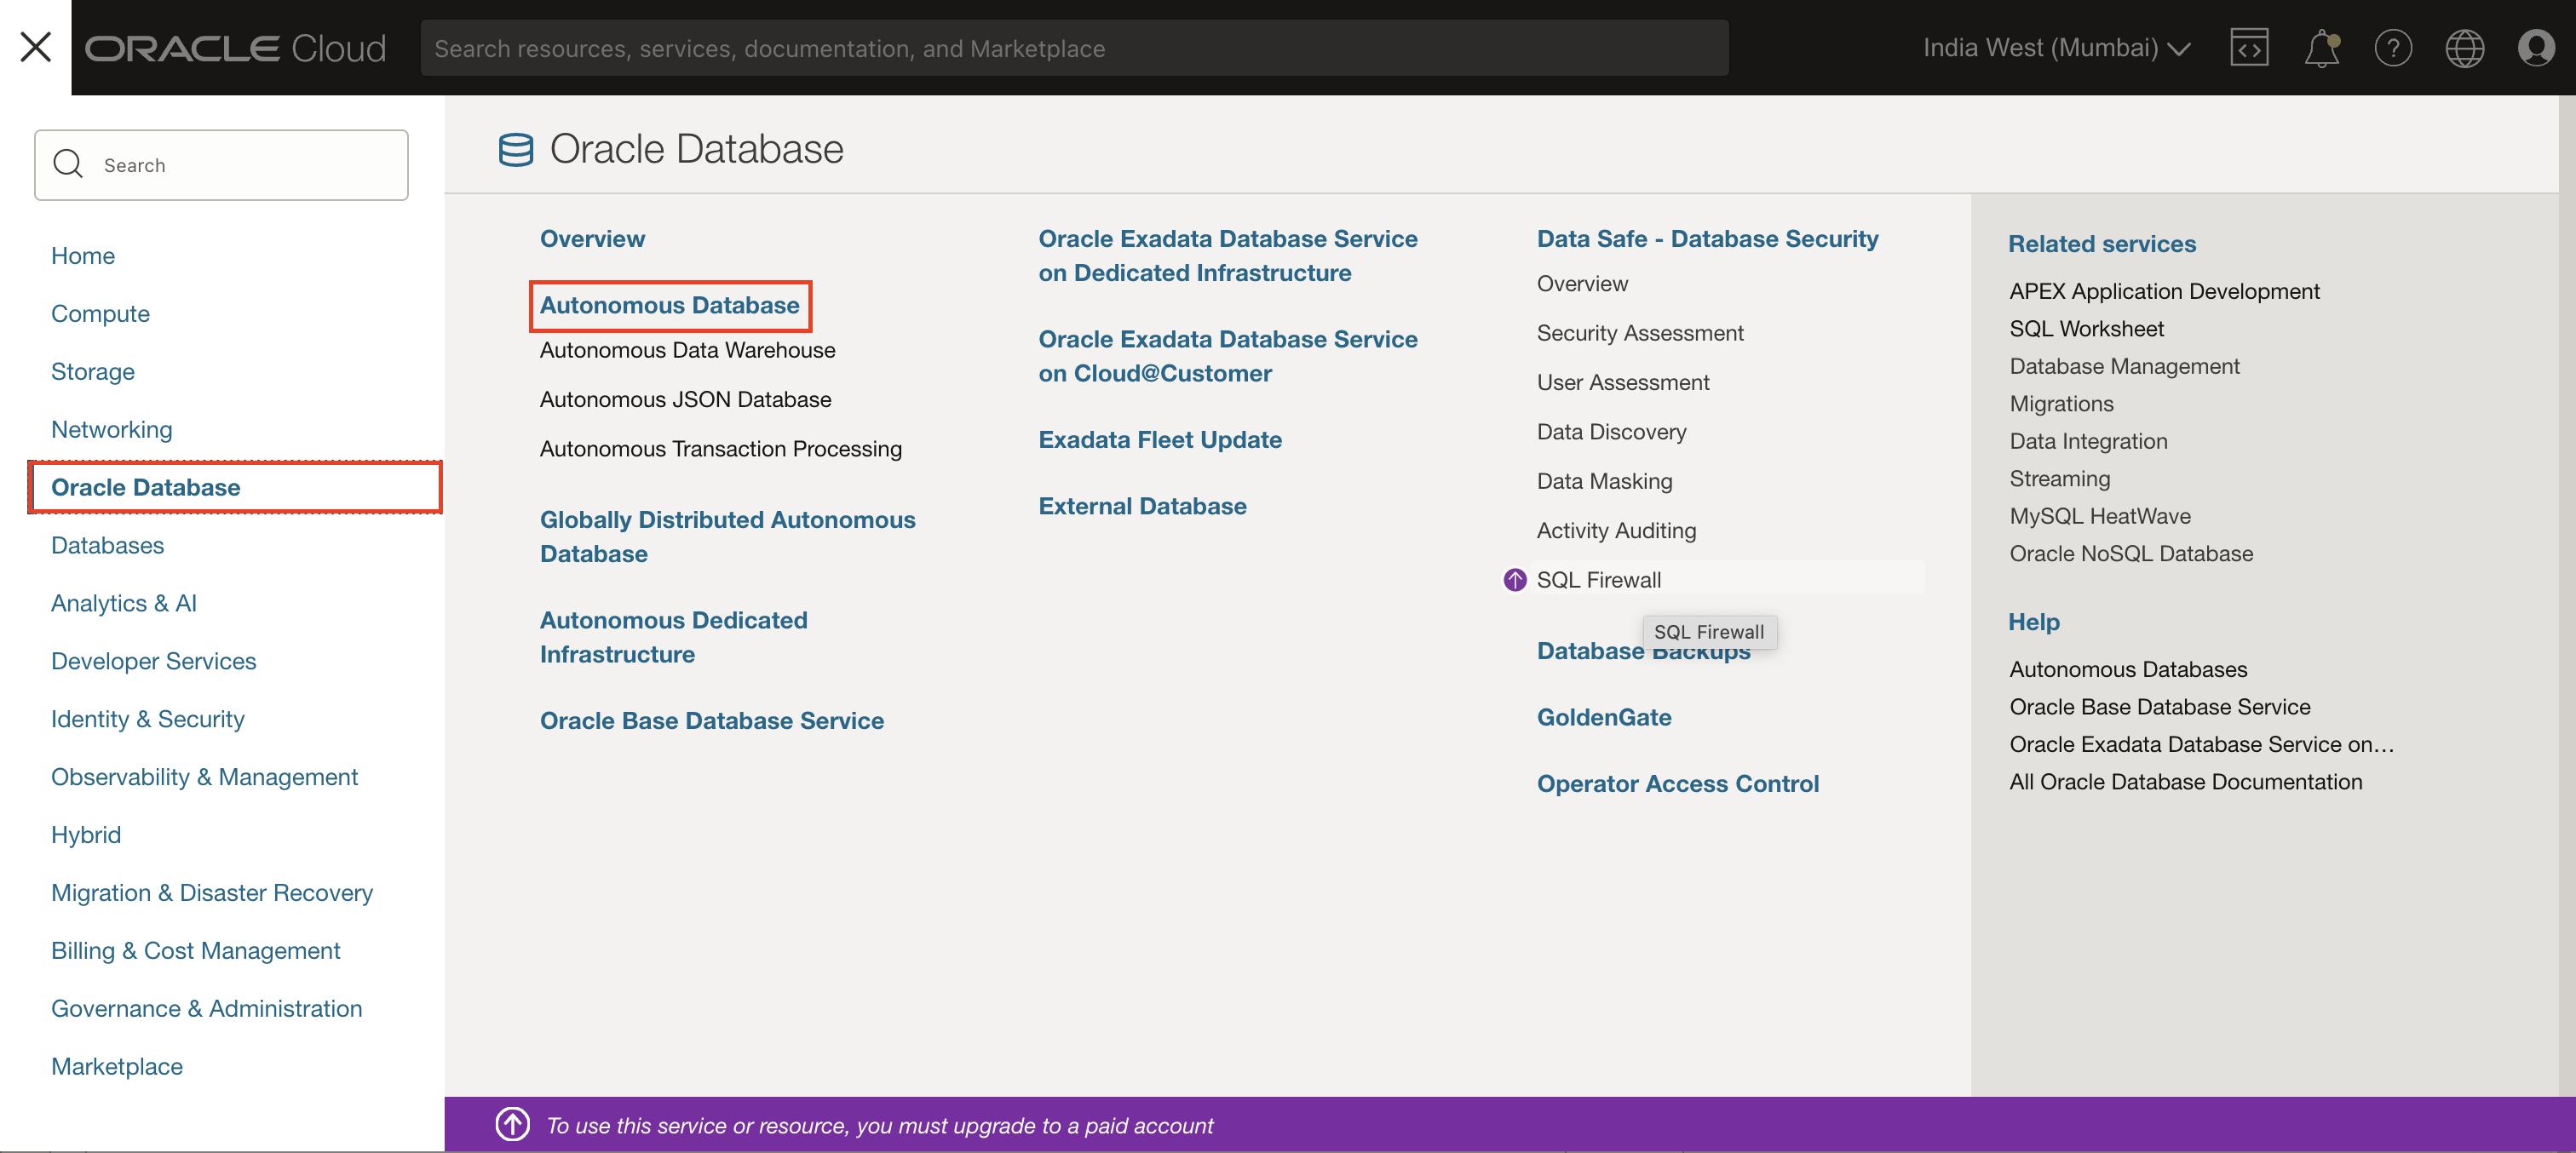 ORACLE Cloud
Search resources, services, documentation, and Marketplace
India West (Mumbai)
Search
Home
Compute
Storage
Networking
Oracle Database
Databases
Analytics & AI
Developer Services
Identity & Security
Observability & Management
Hybrid
Migration & Disaster Recovery
Billing & Cost Management
Governance & Administration
Marketplace
Oracle Database
Overview
Autonomous Database
Autonomous Data Warehouse
Autonomous JSON Database
Autonomous Transaction Processing
Globally Distributed Autonomous
Database
Autonomous Dedicated
Infrastructure
Oracle Base Database Service
Oracle Exadata Database Service
on Dedicated Infrastructure
Oracle Exadata Database Service
on Cloud@Customer
Exadata Fleet Update
External Database
Data Safe - Database Security
Overview
Security Assessment
User Assessment
Data Discovery
Data Masking
Activity Auditing
SQL Firewall
SQL Firewall
Database Backups
GoldenGate
Operator Access Control
Related services
APEX Application Development
SQL Worksheet
Database Management
Migrations
Data Integration
Streaming
MySQL HeatWave
Oracle NoSQL Database
Help
Autonomous Databases
Oracle Base Database Service
Oracle Exadata Database Service on...
All Oracle Database Documentation
To use this service or resource, you must upgrade to a paid account